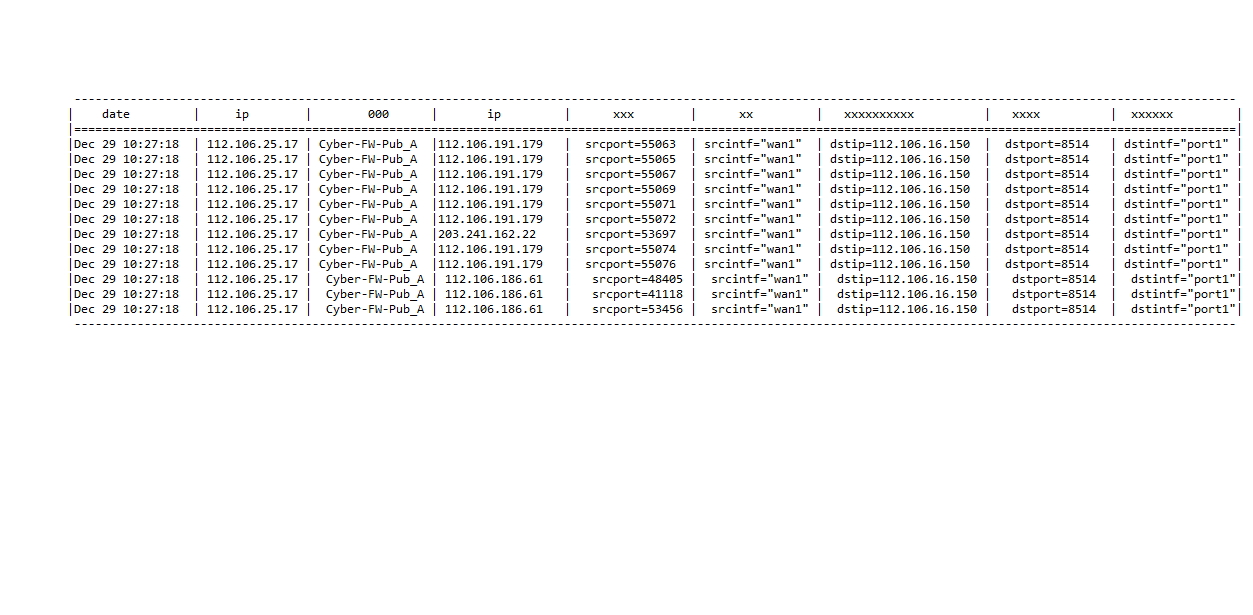 --------------------------------------------------------------------------------
| date | ip | 000 | ip | xxx | xx | xxxxxxxxxx | xxxx | xxxxxx |
|================================================================================|
|Dec 29 10:27:18 | 112.106.25.17 | Cyber-FW-Pub_A |112.106.191.179 | srcport=55063 | srcintf="wan1" | dstip=112.106.16.150 | dstport=8514 | dstintf="port1" |
|Dec 29 10:27:18 | 112.106.25.17 | Cyber-FW-Pub_A |112.106.191.179 | srcport=55065 | srcintf="wan1" | dstip=112.106.16.150 | dstport=8514 | dstintf="port1" |
|Dec 29 10:27:18 | 112.106.25.17 | Cyber-FW-Pub_A |112.106.191.179 | srcport=55067 | srcintf="wan1" | dstip=112.106.16.150 | dstport=8514 | dstintf="port1" |
|Dec 29 10:27:18 | 112.106.25.17 | Cyber-FW-Pub_A |112.106.191.179 | srcport=55069 | srcintf="wan1" | dstip=112.106.16.150 | dstport=8514 | dstintf="port1" |
|Dec 29 10:27:18 | 112.106.25.17 | Cyber-FW-Pub_A |112.106.191.179 | srcport=55071 | srcintf="wan1" | dstip=112.106.16.150 | dstport=8514 | dstintf="port1" |
|Dec 29 10:27:18 | 112.106.25.17 | Cyber-FW-Pub_A |112.106.191.179 | srcport=55072 | srcintf="wan1" | dstip=112.106.16.150 | dstport=8514 | dstintf="port1" |
|Dec 29 10:27:18 | 112.106.25.17 | Cyber-FW-Pub_A |203.241.162.22 | srcport=53697 | srcintf="wan1" | dstip=112.106.16.150 | dstport=8514 | dstintf="port1" |
|Dec 29 10:27:18 | 112.106.25.17 | Cyber-FW-Pub_A |112.106.191.179 | srcport=55074 | srcintf="wan1" | dstip=112.106.16.150 | dstport=8514 | dstintf="port1" |
|Dec 29 10:27:18 | 112.106.25.17 | Cyber-FW-Pub_A |112.106.191.179 | srcport=55076 | srcintf="wan1" | dstip=112.106.16.150 | dstport=8514 | dstintf="port1" |
|Dec 29 10:27:18 | 112.106.25.17 | Cyber-FW-Pub_A | 112.106.186.61 | srcport=48405 | srcintf="wan1" | dstip=112.106.16.150 | dstport=8514 | dstintf="port1"|
|Dec 29 10:27:18 | 112.106.25.17 | Cyber-FW-Pub_A | 112.106.186.61 | srcport=41118 | srcintf="wan1" | dstip=112.106.16.150 | dstport=8514 | dstintf="port1"|
|Dec 29 10:27:18 | 112.106.25.17 | Cyber-FW-Pub_A | 112.106.186.61 | srcport=53456 | srcintf="wan1" | dstip=112.106.16.150 | dstport=8514 | dstintf="port1"|
--------------------------------------------------------------------------------